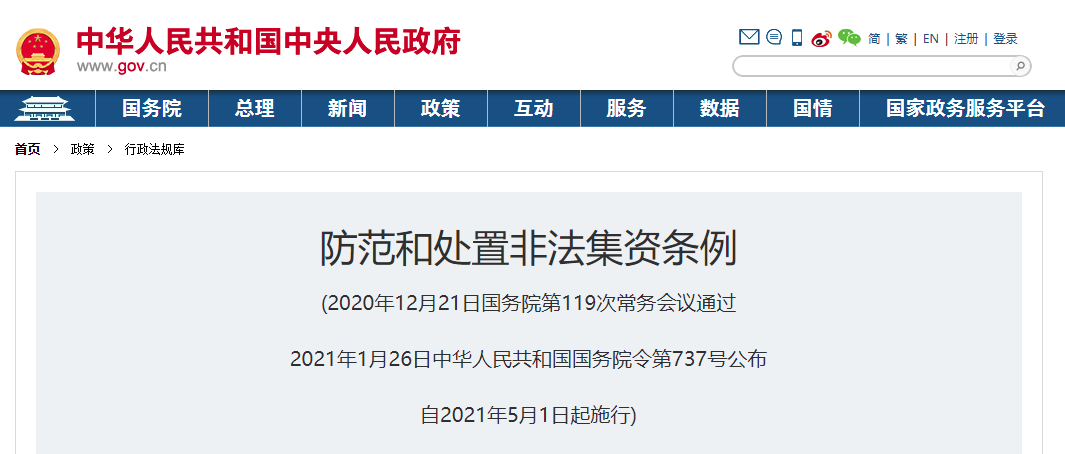 中华人民共和国中央人民政府
www.gov.cn
简 | 繁 | EN | 注册 | 登录
国务院 总理 新闻 政策 互动 服务 数据 国情 国家政务服务平台
首页 > 政策 > 行政法规库
防范和处置非法集资条例
(2020年12月21日国务院第119次常务会议通过
2021年1月26日中华人民共和国国务院令第737号公布
自2021年5月1日起施行)